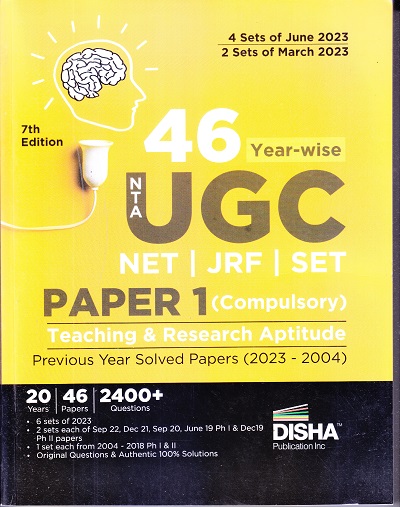 4 Sets of June 2023
2 Sets of March 2023
7th
Edition
46 Year-wise
NTA UGC
NET | JRF | SET
PAPER 1 (Compulsory)
Teaching & Research Aptitude
Previous Year Solved Papers (2023 - 2004)
20 | 46 | 2400+
Years Papers Questions
• 6 sets of 2023
• 2 sets each of Sep 22, Dec 21, Sep 20, June 19 Ph I & Dec19
Ph II papers
• 1 set each from 2004 - 2018 Ph I & II
• Original Questions & Authentic 100% Solutions
DISHA™
Publication Inc